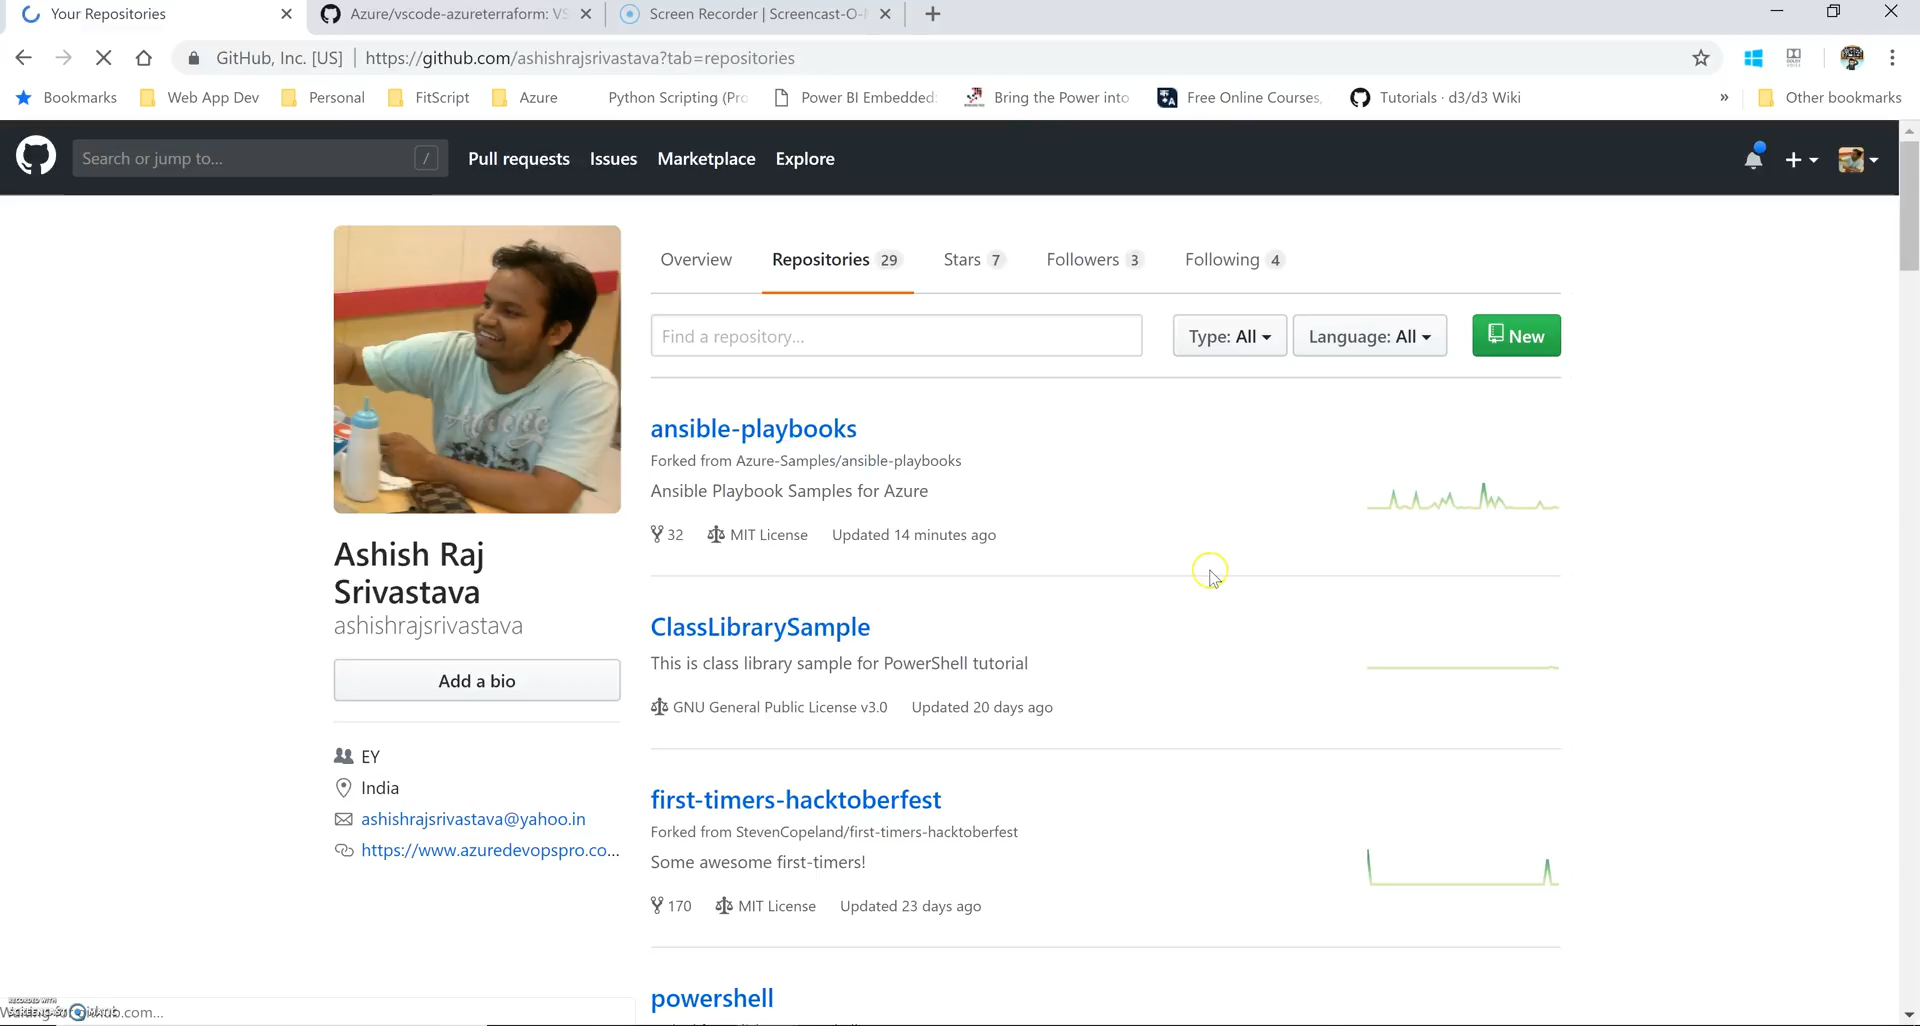 Your Repositories
Azure/vscode-azureterraform: VS
Screen Recorder | Screencast-O-
GitHub, Inc. [US] | https://github.com/ashishrajsrivastava?tab=repositories
Bookmarks Web App Dev Personal FitScript Azure Python Scripting (Pro Power BI Embedded: Bring the Power into Free Online Courses, Tutorials · d3/d3 Wiki » Other bookmarks
Search or jump to... / Pull requests Issues Marketplace Explore
Overview Repositories 29 Stars 7 Followers 3 Following 4
Find a repository... Type: All Language: All New
ansible-playbooks
Forked from Azure-Samples/ansible-playbooks
Ansible Playbook Samples for Azure
32 MIT License Updated 14 minutes ago
Ashish Raj
Srivastava
ashishrajsrivastava
Add a bio
EY
India
ashishrajsrivastava@yahoo.in
https://www.azuredevopspro.co...
ClassLibrarySample
This is class library sample for PowerShell tutorial
GNU General Public License v3.0 Updated 20 days ago
first-timers-hacktoberfest
Forked from StevenCopeland/first-timers-hacktoberfest
Some awesome first-timers!
170 MIT License Updated 23 days ago
powershell
RECORDED WITH